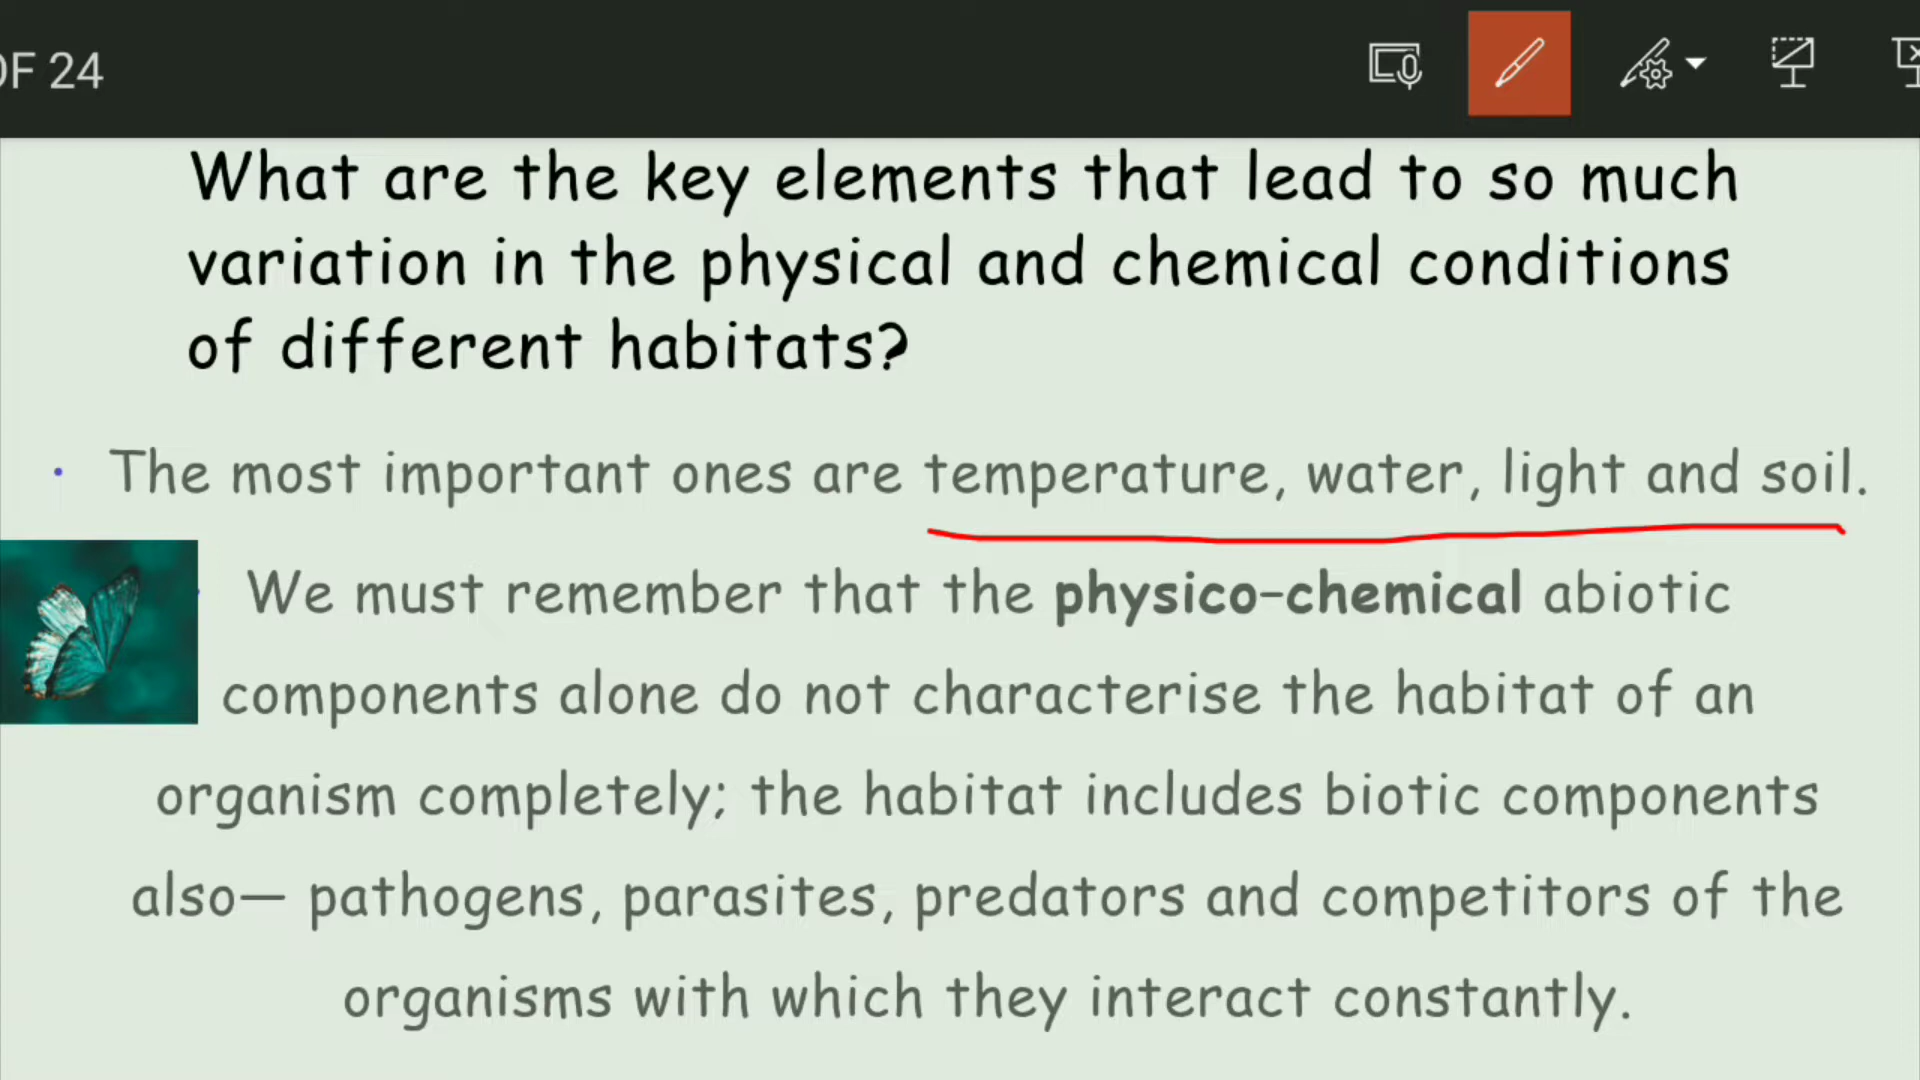 OF 24
What are the key elements that lead to so much
variation in the physical and chemical conditions
of different habitats?
• The most important ones are temperature, water, light and soil.
We must remember that the physico-chemical abiotic
components alone do not characterise the habitat of an
organism completely; the habitat includes biotic components
also— pathogens, parasites, predators and competitors of the
organisms with which they interact constantly.